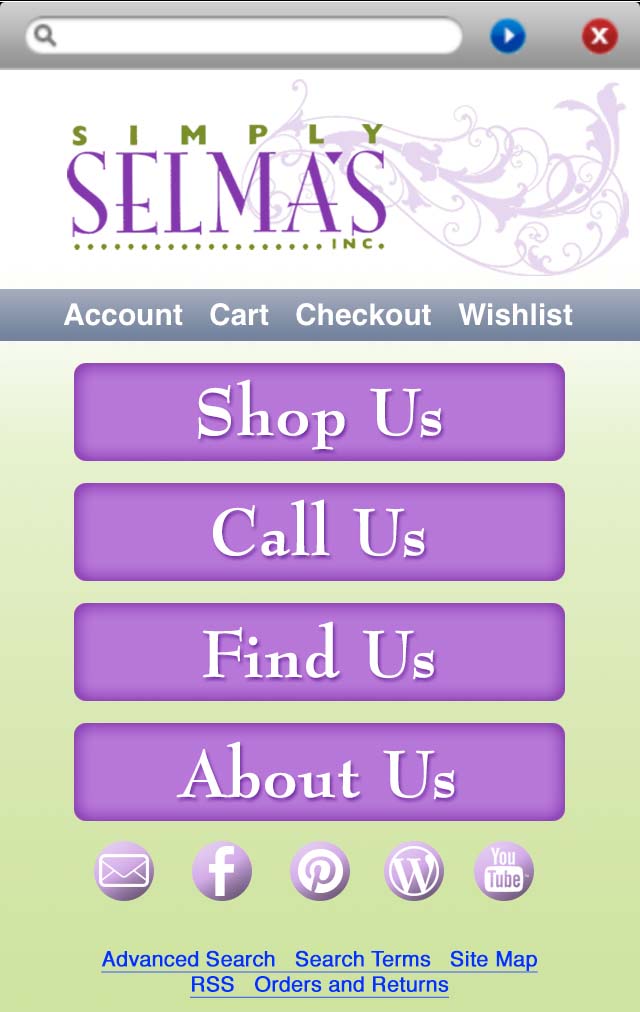 SIMPLY
SELMA'S
INC.
Account Cart Checkout Wishlist
Shop Us
Call Us
Find Us
About Us
You
Tube
Advanced Search Search Terms Site Map
RSS Orders and Returns